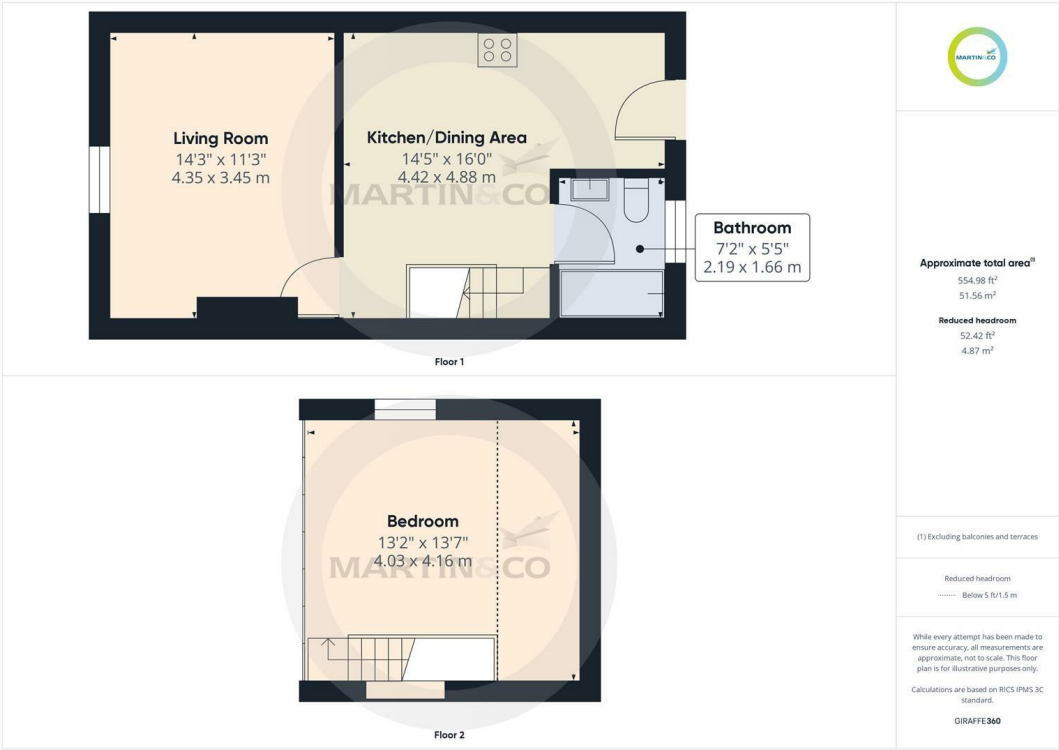 Living Room
14'3" x 11'3"
4.35 x 3.45 m
Kitchen/Dining Area
14'5" x 16'0"
4.42 x 4.88 m
MARTIN&CO
Bathroom
7'2" x 5'5"
2.19 x 1.66 m
Floor 1
Bedroom
13'2" x 13'7"
4.03 x 4.16 m
MARTIN&CO
Floor 2
MARTIN&CO
Approximate total area(1)
554.98 ft²
51.56 m²
Reduced headroom
52.42 ft²
4.87 m²
(1) Excluding balconies and terraces
Reduced headroom
Below 5 ft/1.5 m
While every attempt has been made to
ensure accuracy, all measurements are
approximate, not to scale. This floor
plan is for illustrative purposes only.
Calculations are based on RICS IPMS 3C
standard.
GIRAFFE360